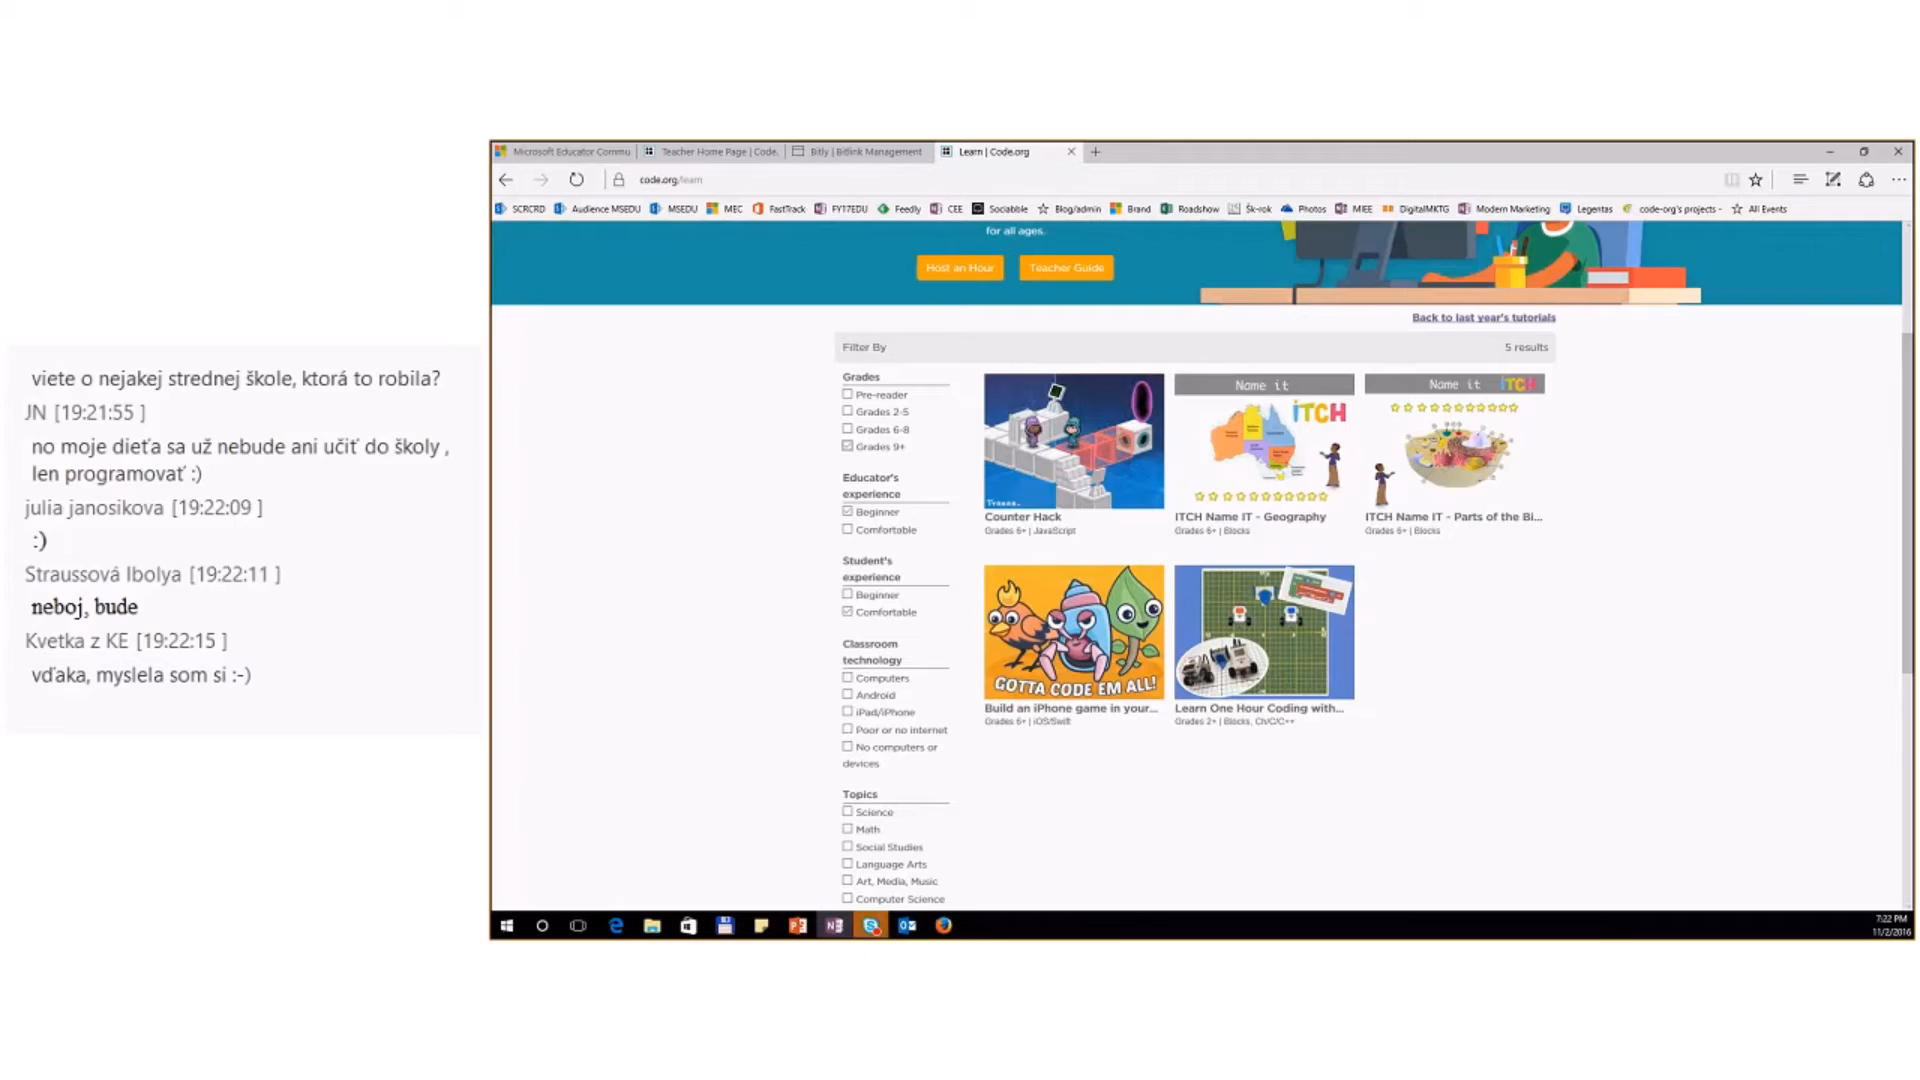 viete o nejakej strednej škole, ktorá to robila?
JN [19:21:55 ]
no moje dieťa sa už nebude ani učiť do školy ,
len programovať :)
julia janosikova [19:22:09 ]
:)
Straussová Ibolya [19:22:11 ]
neboj, bude
Kvetka z KE [19:22:15 ]
vďaka, myslela som si :-)
Microsoft Educator Commu
Teacher Home Page | Code.
Bitly | Bitlink Management
Learn | Code.org
code.org/learn
SCRCRD
Audience MSEDU
MSEDU
MEC
FastTrack
FY17EDU
Feedly
CEE
Sociabble
Blog/admin
Brand
Roadshow
Šk-rok
Photos
MIEE
DigitalMKTG
Modern Marketing
Legentas
code-org's projects -
All Events
for all ages.
Host an Hour
Teacher Guide
Back to last year's tutorials
Filter By
5 results
Grades
Pre-reader
Grades 2-5
Grades 6-8
Grades 9+
Educator's
experience
Beginner
Comfortable
Student's
experience
Beginner
Comfortable
Classroom
technology
Computers
Android
iPad/iPhone
Poor or no internet
No computers or
devices
Topics
Science
Math
Social Studies
Language Arts
Art, Media, Music
Computer Science
Counter Hack
Grades 6+ | JavaScript
Name it
ITCH
ITCH Name IT - Geography
Grades 6+ | Blocks
Name it ITCH
ITCH Name IT - Parts of the Bi...
Grades 6+ | Blocks
GOTTA CODE EM ALL!
Build an iPhone game in your...
Grades 6+ | iOS/Swift
Learn One Hour Coding with...
Grades 2+ | Blocks, Ch/C/C++
7:22 PM
11/2/2016